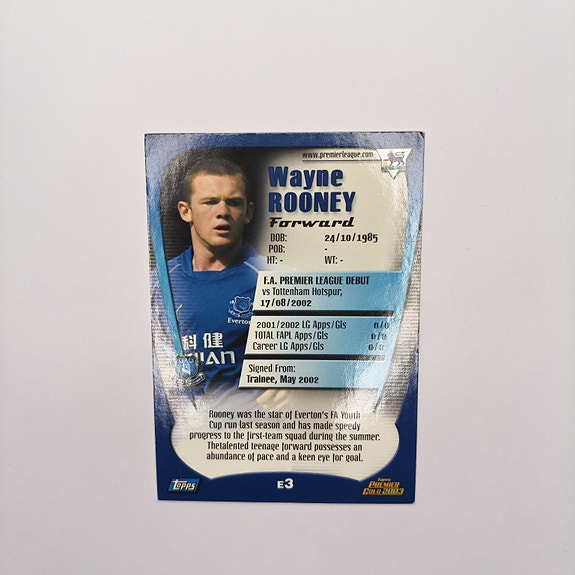 www.premierleague.com
Wayne
ROONEY
Forward
DOB: 24/10/1985
POB: -
HT: - WT: -
F.A. PREMIER LEAGUE DEBUT
vs Tottenham Hotspur,
17/08/2002
2001/2002 LG Apps/Gls 0/0
TOTAL FAPL Apps/Gls 0/0
Career LG Apps/Gls 0/0
Signed From:
Trainee, May 2002
Everton
科健
Rooney was the star of Everton's FA Youth
Cup run last season and has made speedy
progress to the first-team squad during the summer.
Thetalented teenage forward possesses an
abundance of pace and a keen eye for goal.
Topps
E3
Topps
PREMIER
GOLD 2003